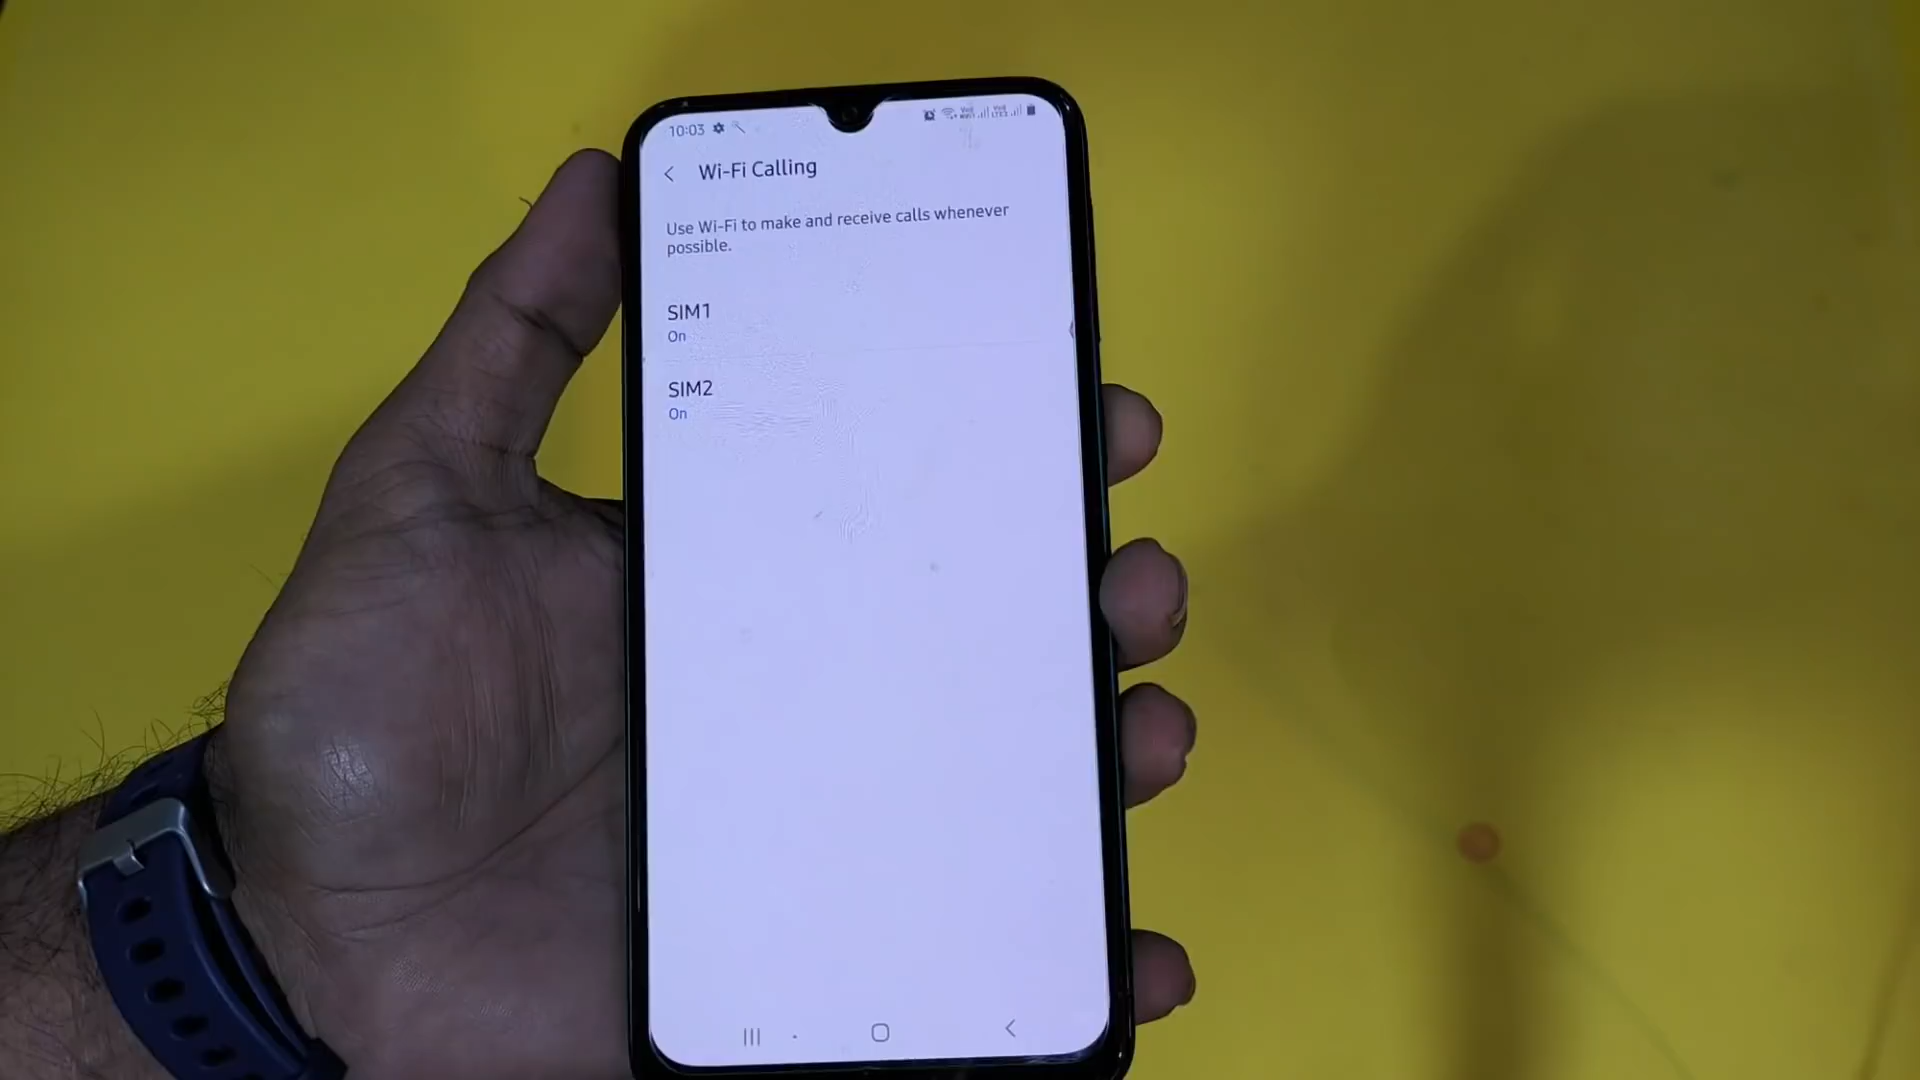 10:03
Wi-Fi Calling
Use Wi-Fi to make and receive calls whenever
possible.
SIM1
On
SIM2
On